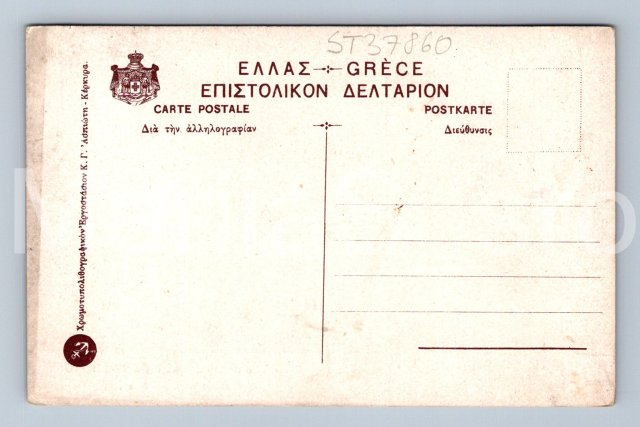 ST37860
ΕΛΛΑΣ GRÈCE
ΕΠΙΣΤΟΛΙΚΟΝ ΔΕΛΤΑΡΙΟΝ
CARTE POSTALE POSTKARTE
Διὰ τὴν ἀλληλογραφίαν Διεύθυνσις
Χρωμοτυπολιθογραφικὸν Ἐργοστάσιον Κ. Γ. Ἀσπιώτη - Κέρκυρα.